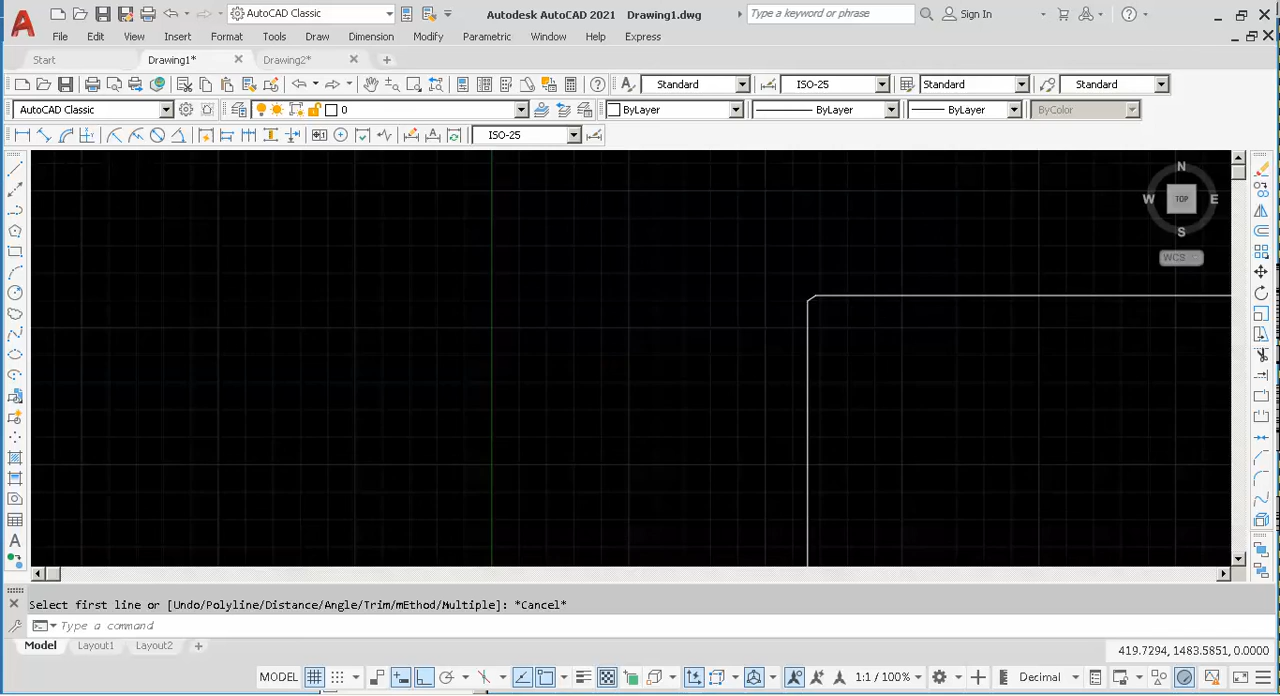 AutoCAD Classic Autodesk AutoCAD 2021 Drawing1.dwg Type a keyword or phrase Sign In
File Edit View Insert Format Tools Draw Dimension Modify Parametric Window Help Express
Start Drawing1* Drawing2*
Standard ISO-25 Standard Standard
AutoCAD Classic 0 ByLayer ByLayer ByLayer ByColor
ISO-25
N
W TOP E
S
WCS
Select first line or [Undo/Polyline/Distance/Angle/Trim/mEthod/Multiple]: *Cancel*
Type a command
Model Layout1 Layout2 419.7294, 1483.5851, 0.0000
MODEL 1:1 / 100% Decimal